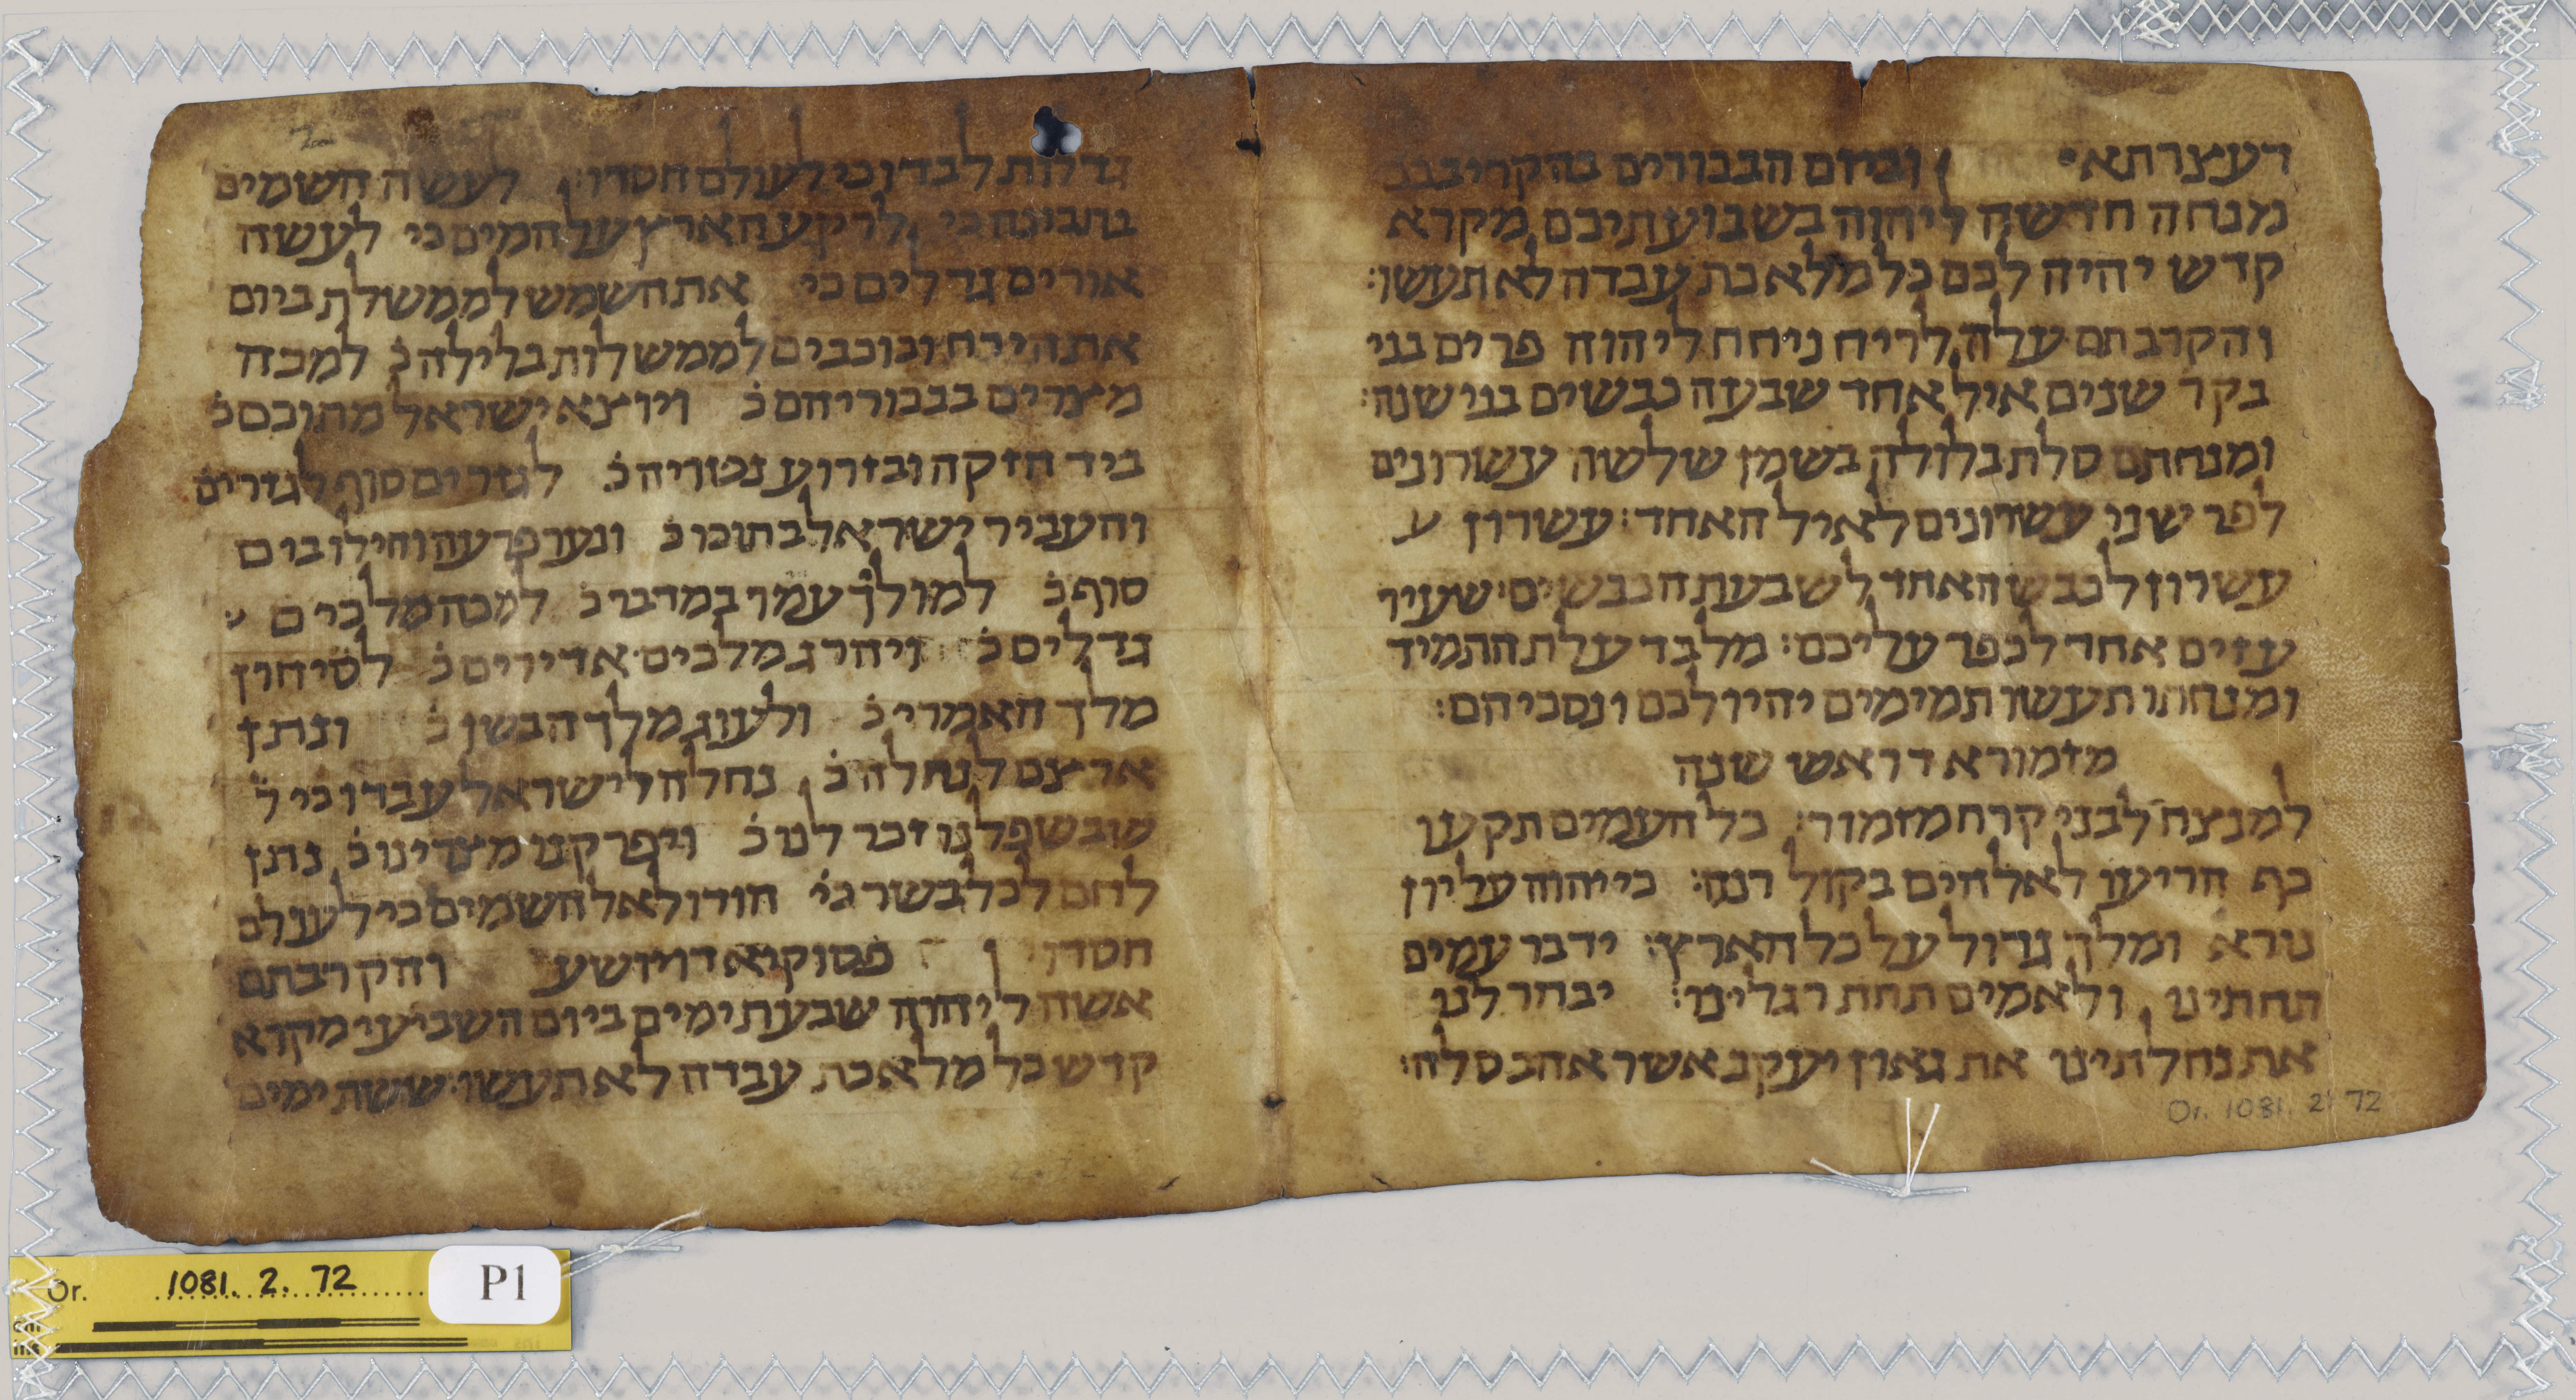 דעצרתא וביום הבכורים בהקריבכם
מנחה חדשה ליהוה בשבועתיכם מקרא
קדש יהיה לכם כל מלאכת עבדה לא תעשו:
והקרבתם עלה לריח ניחח ליהוה פרים בני
בקר שנים איל אחד שבעה כבשים בני שנה:
ומנחתם סלת בלולה בשמן שלשה עשרונים
לפר שני עשרונים לאיל האחד: עשרון ע
עשרון לכבש האחד לשבעת הכבשים: שעיר
עזים אחד לכפר עליכם: מלבד עלת התמיד
ומנחתו תעשו תמימים יהיו לכם ונסכיהם:
מזמורא דראש שנה
למנצח לבני קרח מזמור: כל העמים תקעו
כף הריעו לאלהים בקול רנה: כי יהוה עליון
נורא ומלך גדול על כל הארץ: ידבר עמים
תחתינו ולאמים תחת רגלינו: יבחר לנו
את נחלתינו את גאון יעקב אשר אהב סלה:
Or. 1081. 2. 72
גדלות לבדו כי לעולם חסדו: לעשה השמים
בתבונה כי לרקע הארץ על המים כי לעשה
אורים גדלים כי את השמש לממשלת ביום
את הירח וכוכבים לממשלות בלילה כ למכה
מצרים בבכוריהם כ ויוצא ישראל מתוכם כ
ביד חזקה ובזרוע נטויה כ לגזר ים סוף לגזרים
והעביר ישראל בתוכו כ ונער פרעה וחילו בים
סוף כ למוליך עמו במדבר כ למכה מלכים
גדלים כ ויהרג מלכים אדירים כ לסיחון
מלך האמרי כ ולעוג מלך הבשן כ ונתן
ארצם לנחלה כ נחלה לישראל עבדו כי ל
שבשפלנו זכר לנו כ ויפרקנו מצרינו כ נתן
לחם לכל בשר כי הודו לאל השמים כי לעולם
חסדו פסוקיא דיושע והקרבתם
אשה ליהוה שבעת ימים ביום השביעי מקרא
קדש כל מלאכת עבדה לא תעשו: ששת ימים
Or. 1081. 2. 72
P1
cm
ins